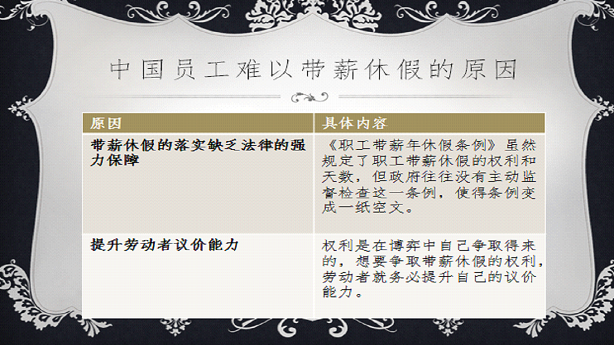 中国员工难以带薪休假的原因
原因
具体内容
带薪休假的落实缺乏法律的强
力保障
《职工带薪年休假条例》虽然
规定了职工带薪休假的权利和
天数，但政府往往没有主动监
督检查这一条例，使得条例变
成一纸空文。
提升劳动者议价能力
权利是在博弈中自己争取得来
的，想要争取带薪休假的权利，
劳动者就务必提升自己的议价
能力。